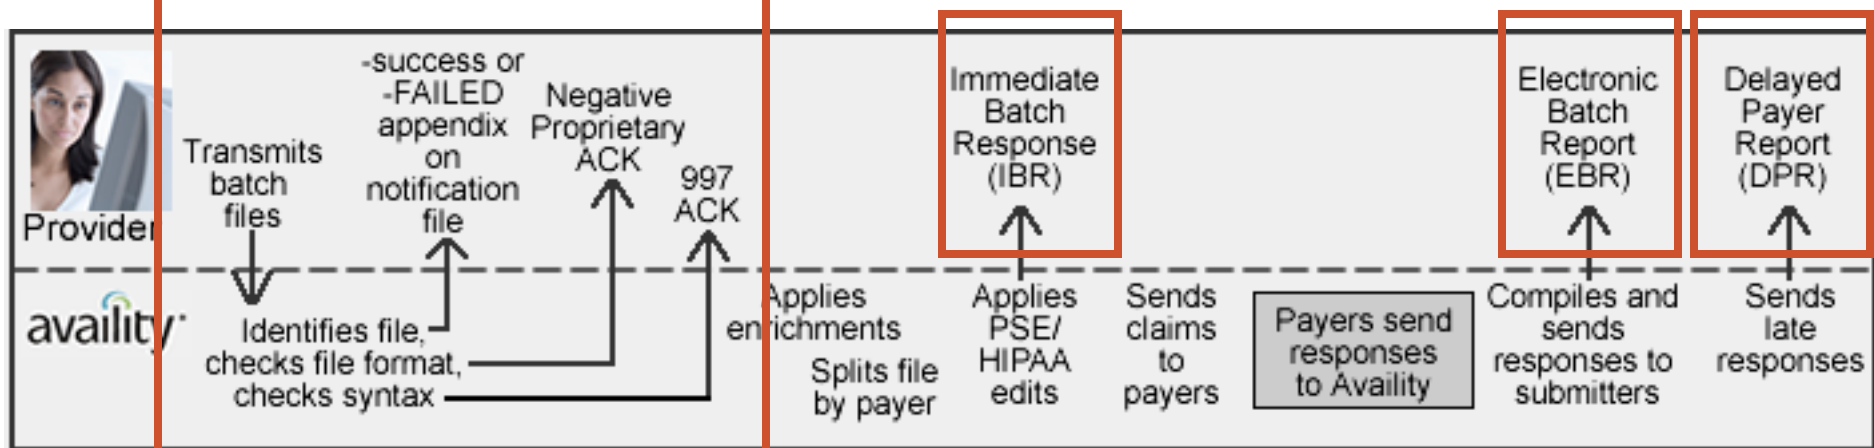 Provider
Transmits
batch
files
-success or
-FAILED
appendix
on
notification
file
Negative
Proprietary
ACK
997
ACK
Immediate
Batch
Response
(IBR)
Electronic
Batch
Report
(EBR)
Delayed
Payer
Report
(DPR)
availity
Identifies file,
checks file format,
checks syntax
Applies
enrichments
Splits file
by payer
Applies
PSE/
HIPAA
edits
Sends
claims
to
payers
Payers send
responses
to Availity
Compiles and
sends
responses to
submitters
Sends
late
responses